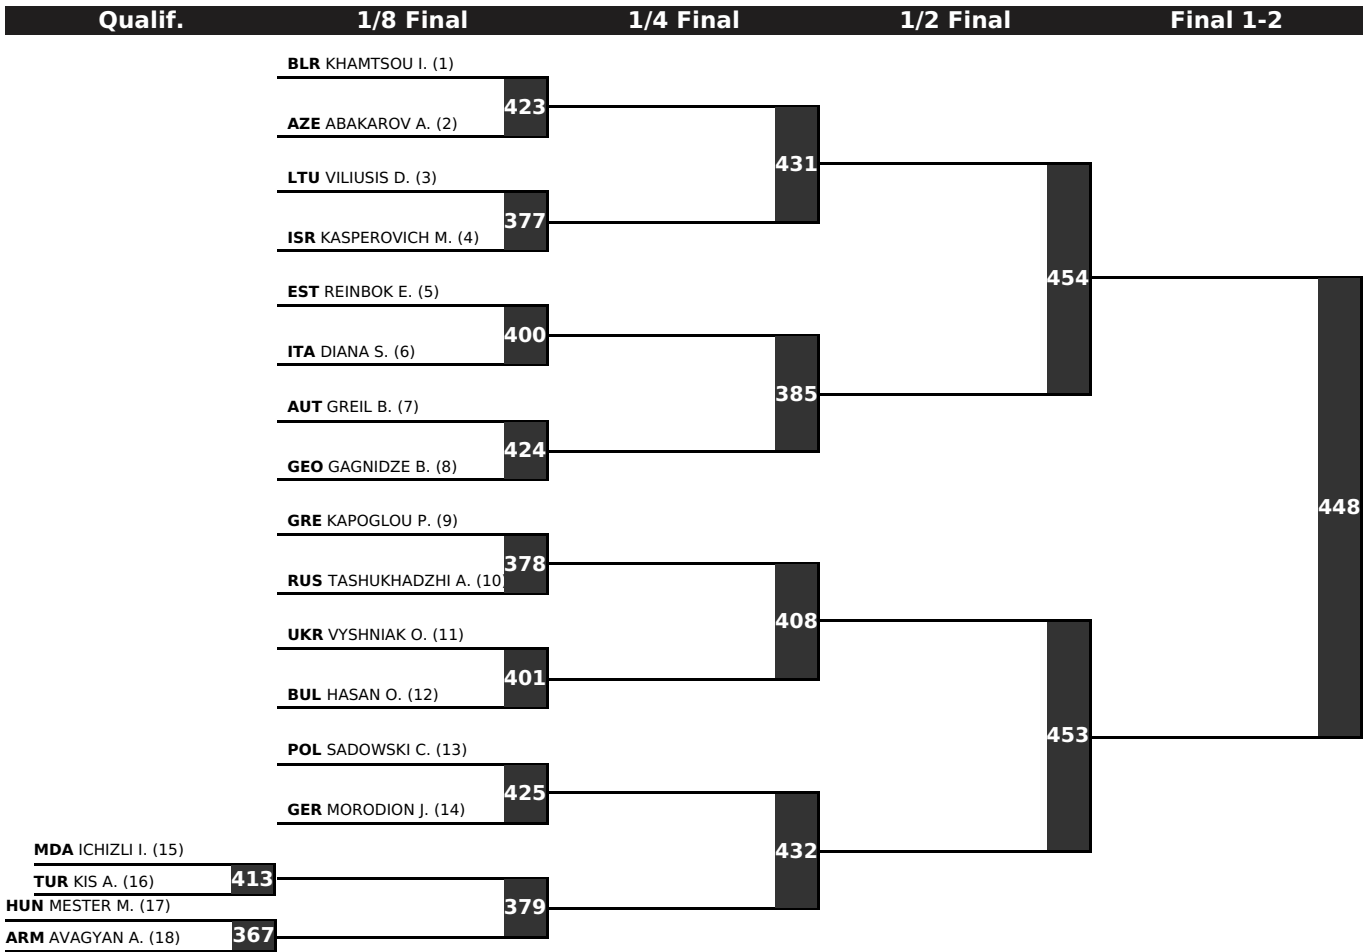 Qualif. 1/8 Final 1/4 Final 1/2 Final Final 1-2
BLR KHAMTSOU I. (1)
423
AZE ABAKAROV A. (2)
431
LTU VILIUSIS D. (3)
377
ISR KASPEROVICH M. (4)
454
EST REINBOK E. (5)
400
ITA DIANA S. (6)
385
AUT GREIL B. (7)
424
GEO GAGNIDZE B. (8)
448
GRE KAPOGLOU P. (9)
378
RUS TASHUKHADZHI A. (10)
408
UKR VYSHNIAK O. (11)
401
BUL HASAN O. (12)
453
POL SADOWSKI C. (13)
425
GER MORODION J. (14)
432
MDA ICHIZLI I. (15)
413
TUR KIS A. (16)
HUN MESTER M. (17)
379
ARM AVAGYAN A. (18)
367